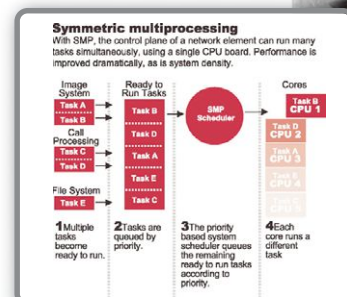 Symmetric multiprocessing
With SMP, the control plane of a network element can run many
tasks simultaneously, using a single CPU board. Performance is
improved dramatically, as is system density.
Image
System
Task A
Task B
Call
Processing
Task C
Task D
File System
Task E
1Multiple
tasks
become
ready to run.
Ready to
Run Tasks
Task B
Task D
Task A
Task E
Task C
2Tasks are
queued by
priority.
SMP
Scheduler
3The priority
based system
scheduler queues
the remaining
ready to run tasks
according to
priority.
Cores
Task B
CPU 1
Task D
CPU 2
Task A
CPU 3
Task E
CPU 4
4Each
core runs a
different
task